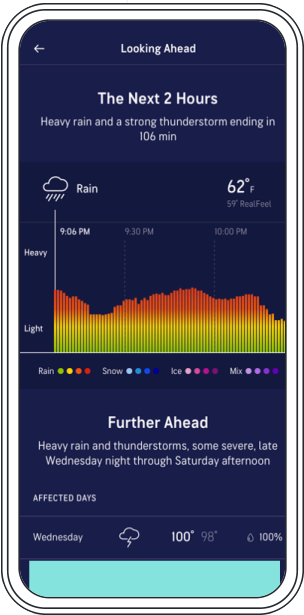 Looking Ahead
The Next 2 Hours
Heavy rain and a strong thunderstorm ending in
106 min
Rain
62°F
59° RealFeel
9:06 PM 9:30 PM 10:00 PM
Heavy
Light
Rain Snow Ice Mix
Further Ahead
Heavy rain and thunderstorms, some severe, late
Wednesday night through Saturday afternoon
AFFECTED DAYS
Wednesday 100° 98° 100%